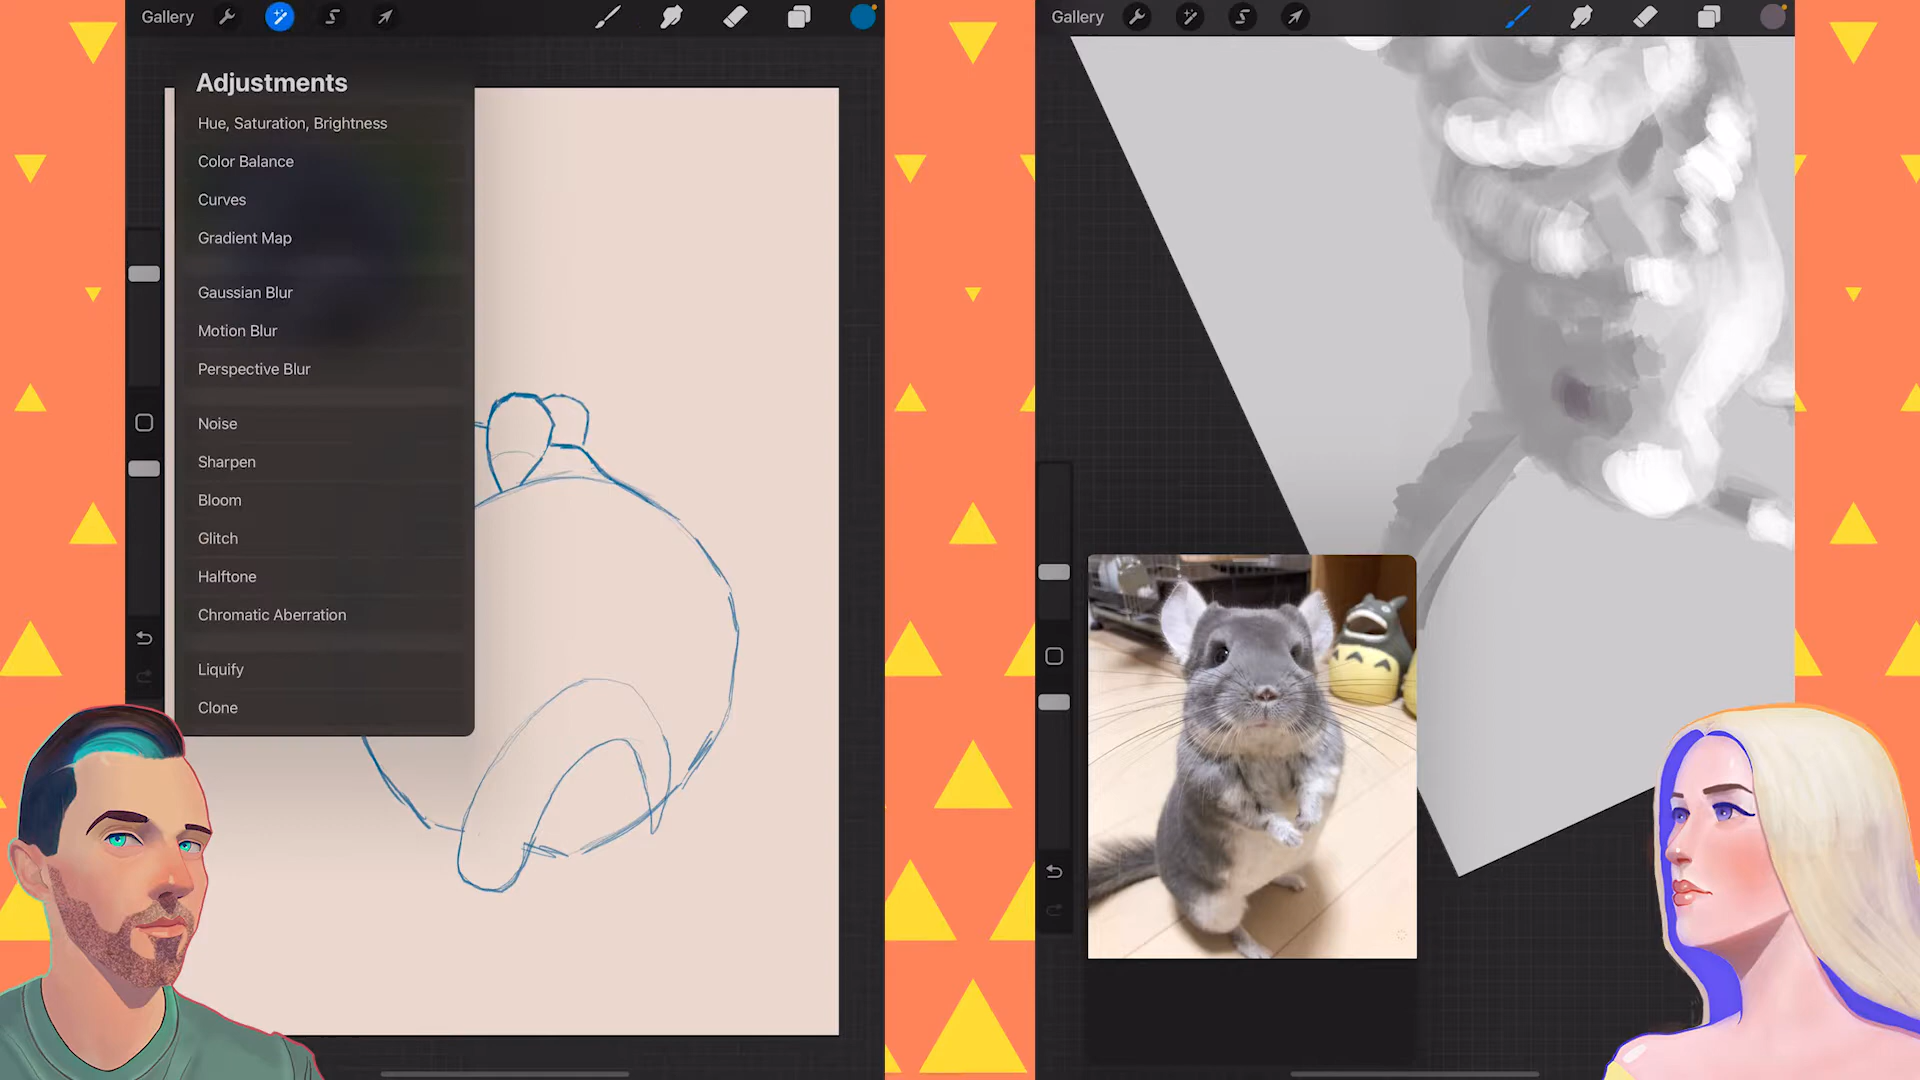 Gallery
Adjustments
Hue, Saturation, Brightness
Color Balance
Curves
Gradient Map
Gaussian Blur
Motion Blur
Perspective Blur
Noise
Sharpen
Bloom
Glitch
Halftone
Chromatic Aberration
Liquify
Clone
Gallery